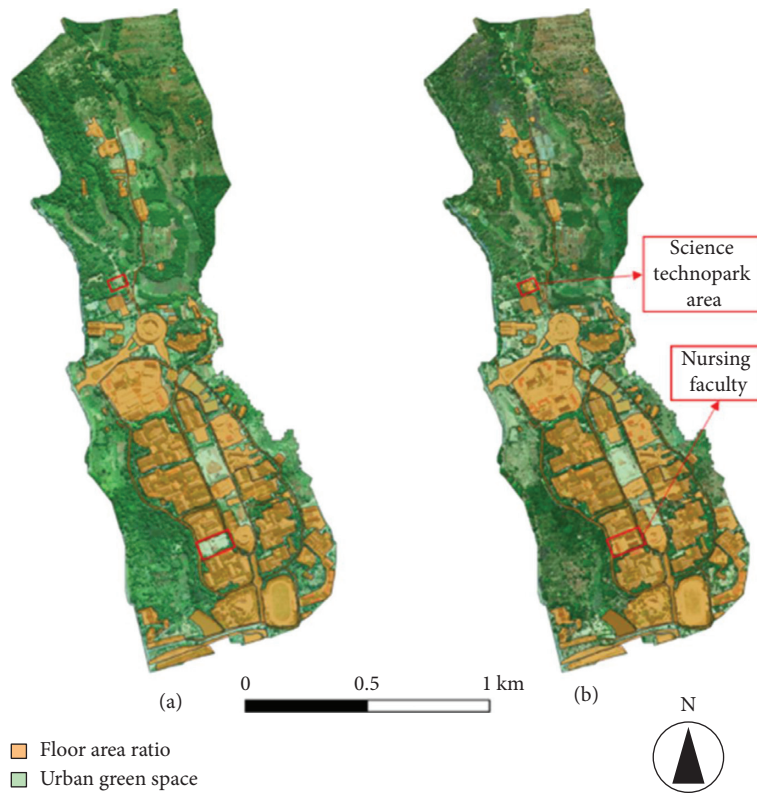 Science
technopark
area
Nursing
faculty
(a)
0 0.5 1 km
(b)
N
Floor area ratio
Urban green space